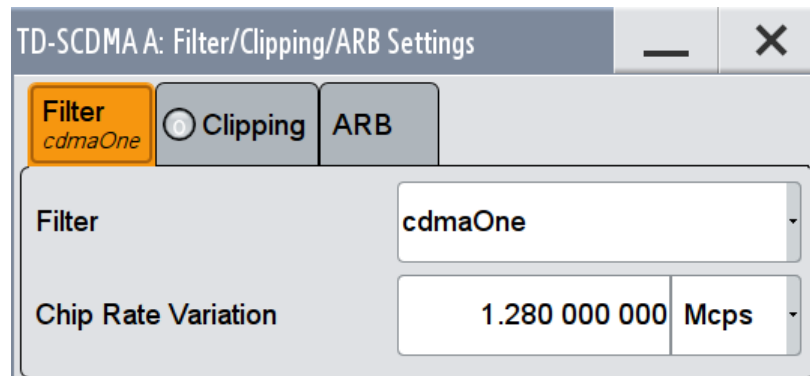 TD-SCDMA A: Filter/Clipping/ARB Settings
Filter
cdmaOne
Clipping
ARB
Filter cdmaOne
Chip Rate Variation 1.280 000 000 Mcps